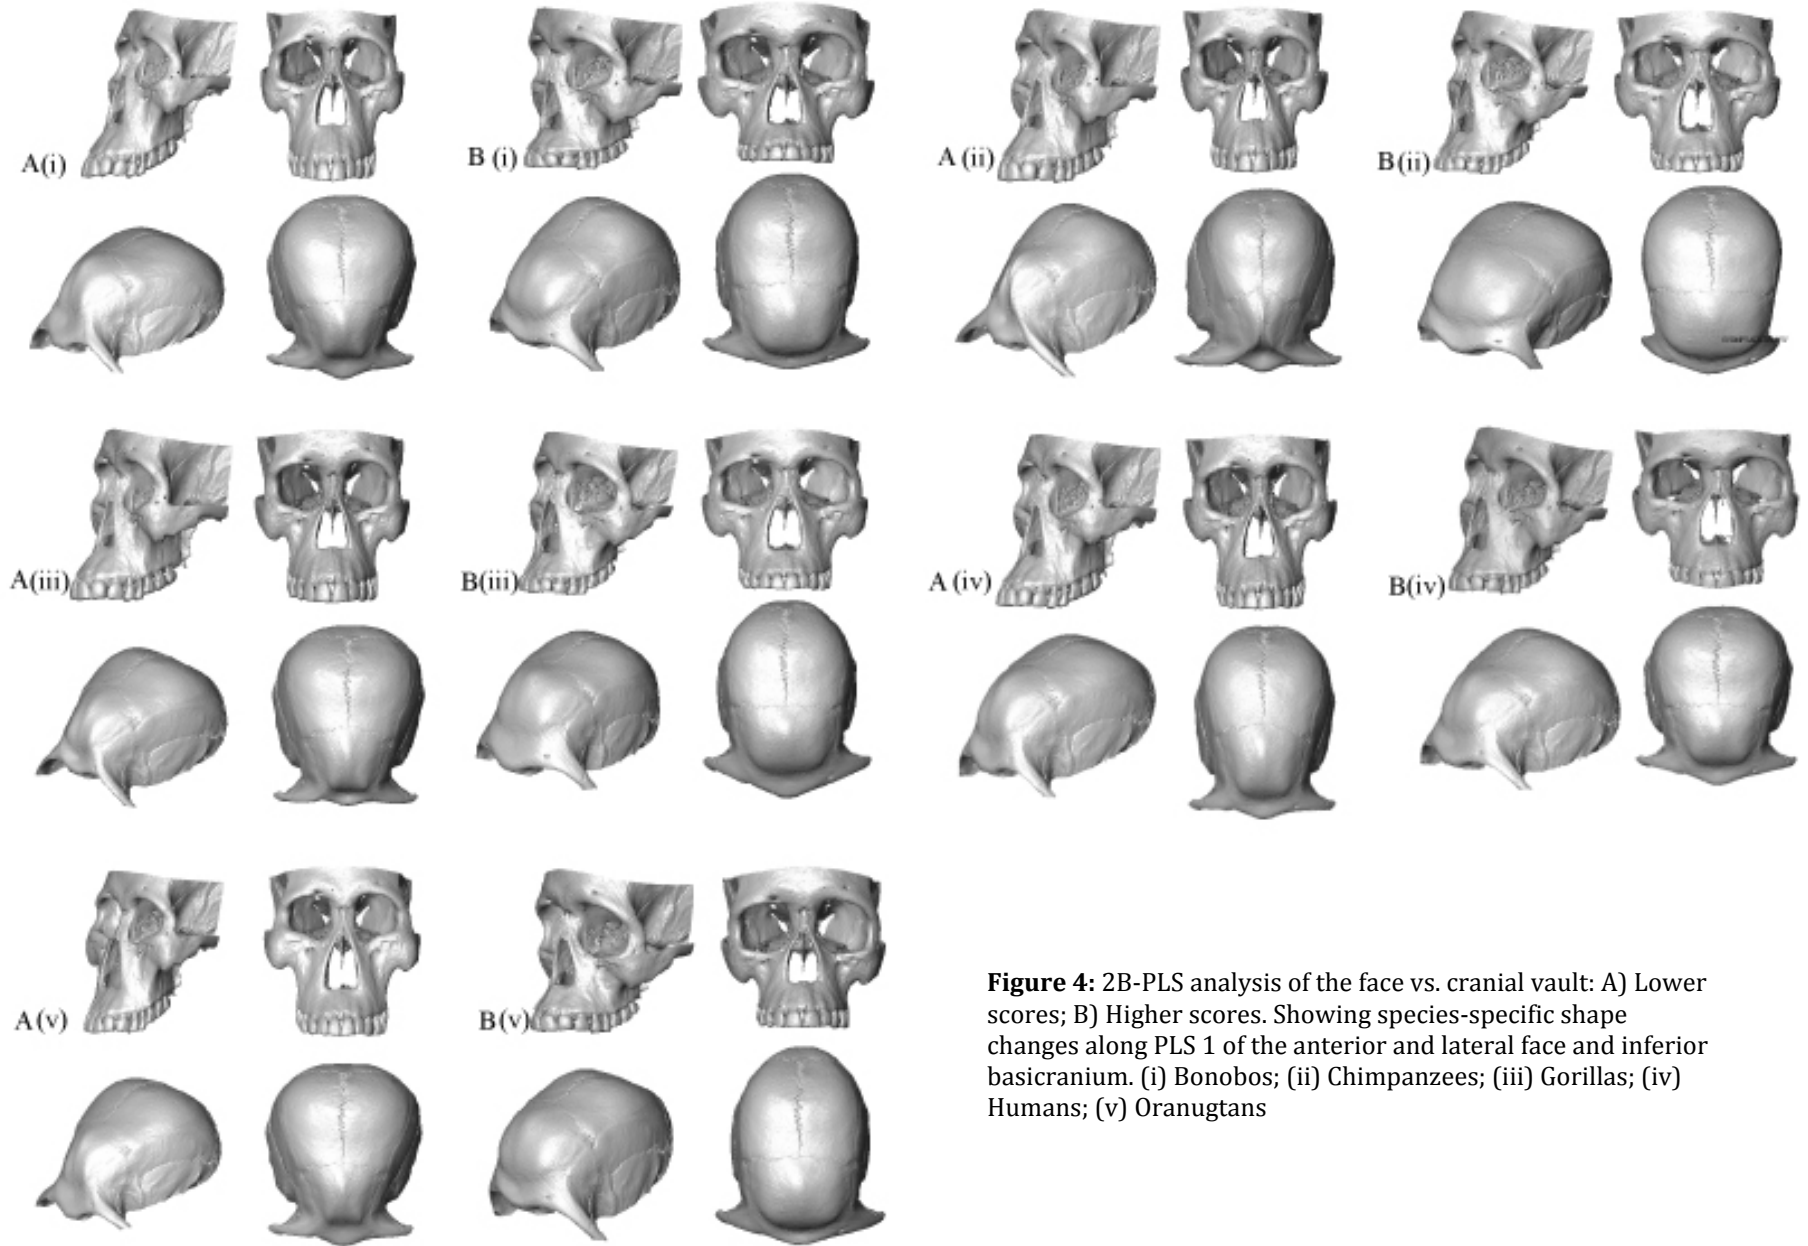 A(i)
B (i)
A (ii)
B(ii)
A(iii)
B(iii)
A (iv)
B(iv)
A (v)
B(v)
Figure 4: 2B-PLS analysis of the face vs. cranial vault: A) Lower
scores; B) Higher scores. Showing species-specific shape
changes along PLS 1 of the anterior and lateral face and inferior
basicranium. (i) Bonobos; (ii) Chimpanzees; (iii) Gorillas; (iv)
Humans; (v) Oranugtans